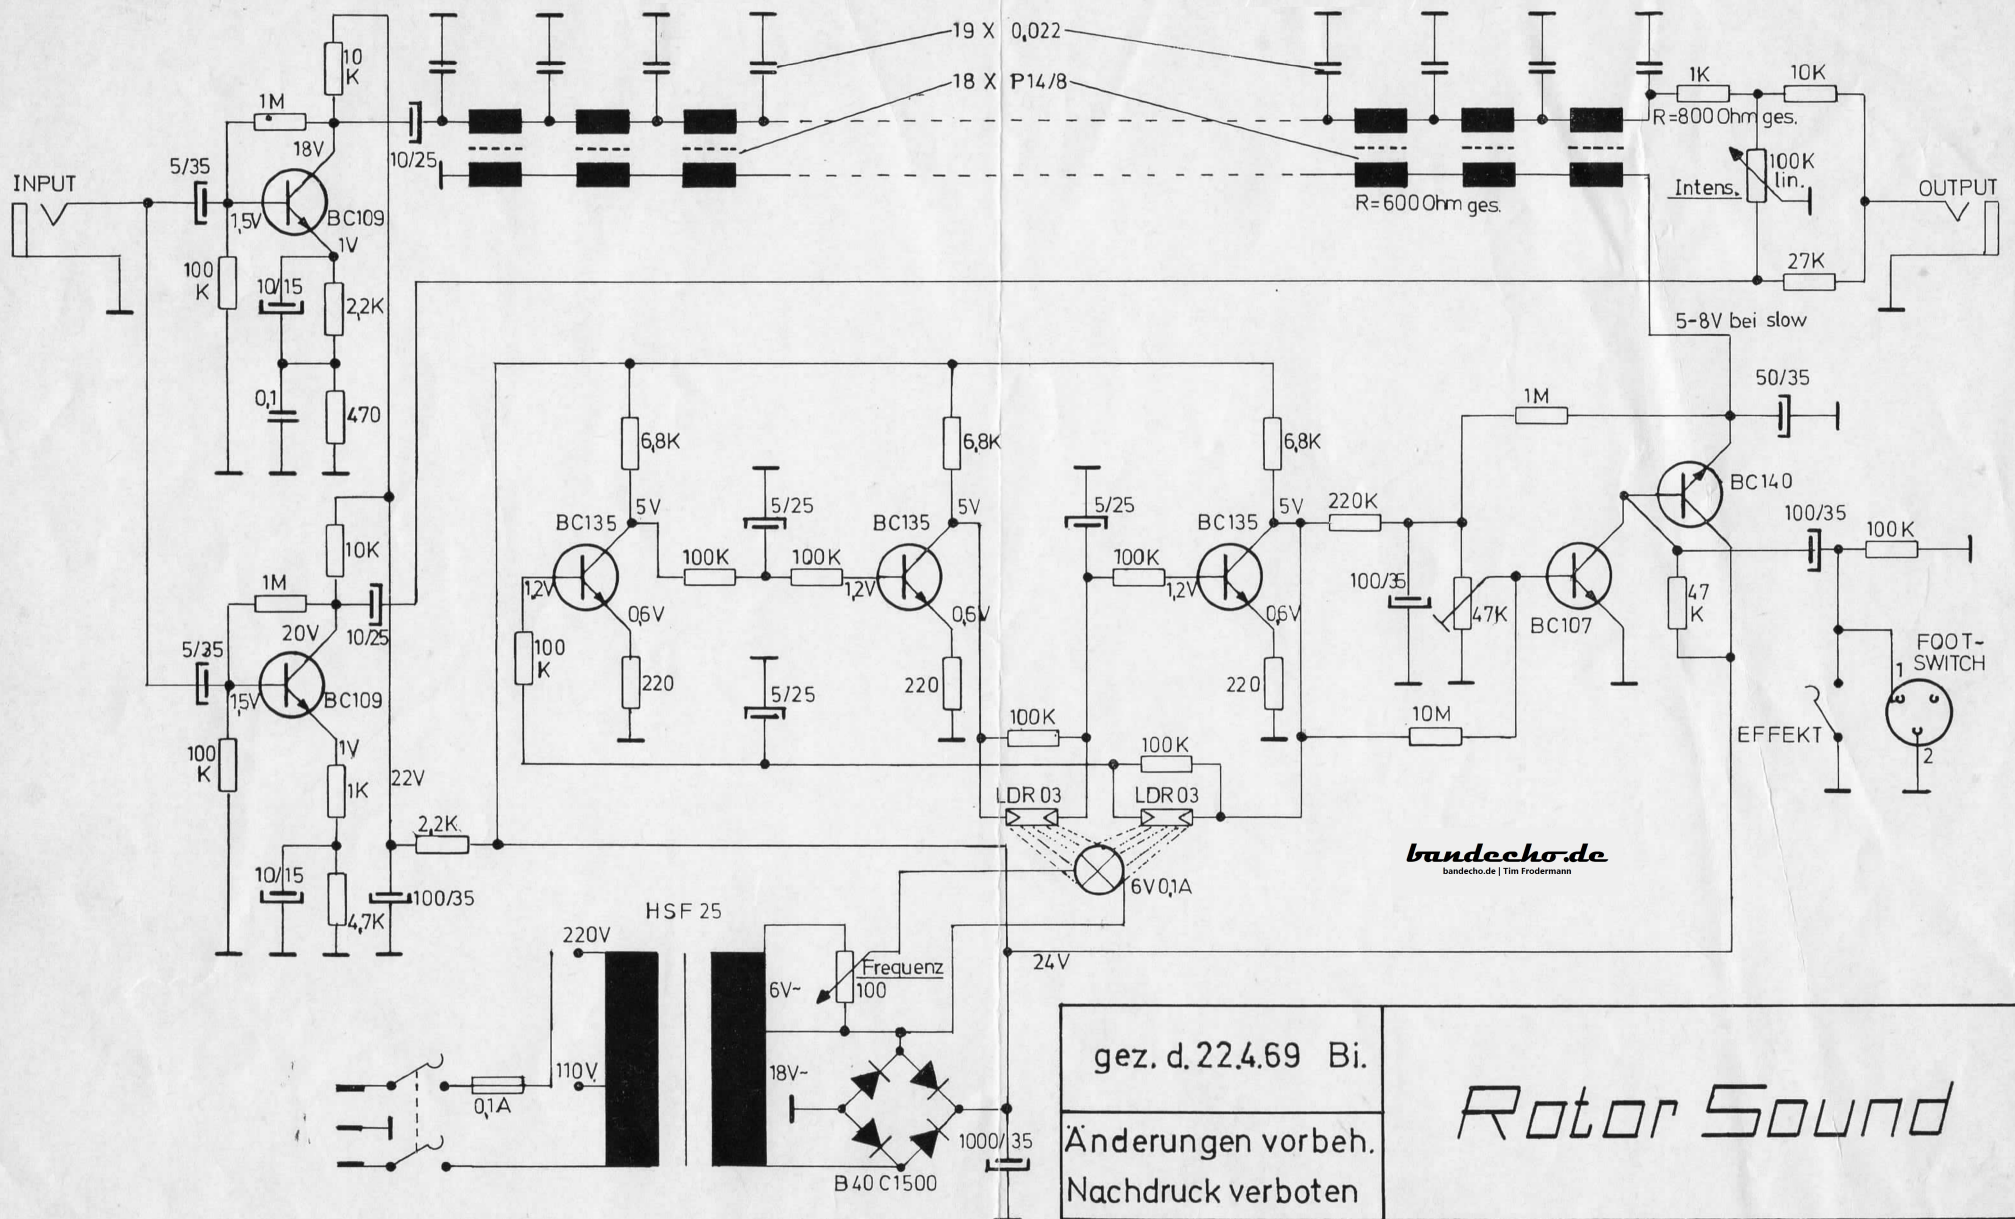 10
K
19 X 0,022
18 X P14/8
1M
1K
10K
R=800 Ohm ges.
18V
10/25
100K
lin.
Intens.
5/35
INPUT
1,5V
BC109
1V
R=600 Ohm ges.
OUTPUT
100
K
10/15
2,2K
27K
5-8V bei slow
0,1
470
50/35
1M
6,8K
6,8K
6,8K
BC140
5V
5V
5V
220K
BC135
5/25
BC135
5/25
BC135
100/35
100K
10K
100K
100K
100K
1M
1,2V
1,2V
1,2V
100/35
47K
47
K
20V
10/25
0,6V
0,6V
0,6V
BC107
5/35
100
K
FOOT-
SWITCH
1
1,5V
BC109
220
5/25
220
220
10M
EFFEKT
2
1V
100
K
22V
100K
100K
1K
LDR 03
LDR 03
2,2K
bandecho.de
bandecho.de | Tim Frodermann
10/15
4,7K
100/35
6V 0,1A
HSF 25
220V
24V
Frequenz
100
6V~
110V
18V~
0,1A
1000/35
B 40 C1500
gez. d. 22.4.69 Bi.
Änderungen vorbeh.
Nachdruck verboten
Rotor Sound